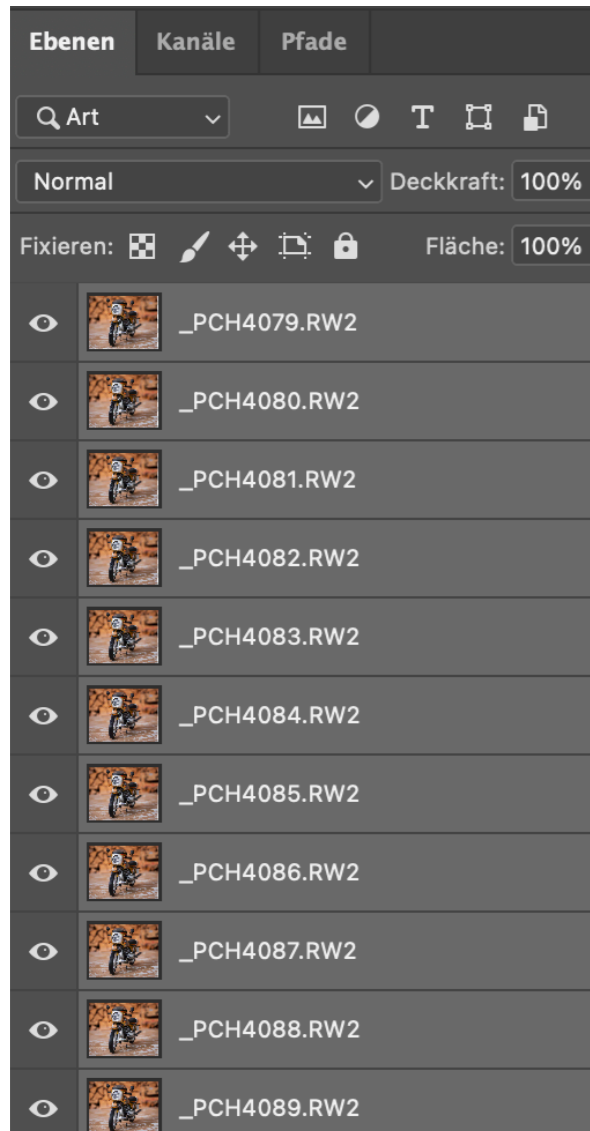 Ebenen Kanäle Pfade
Art
Normal Deckkraft: 100%
Fixieren: Fläche: 100%
_PCH4079.RW2
_PCH4080.RW2
_PCH4081.RW2
_PCH4082.RW2
_PCH4083.RW2
_PCH4084.RW2
_PCH4085.RW2
_PCH4086.RW2
_PCH4087.RW2
_PCH4088.RW2
_PCH4089.RW2